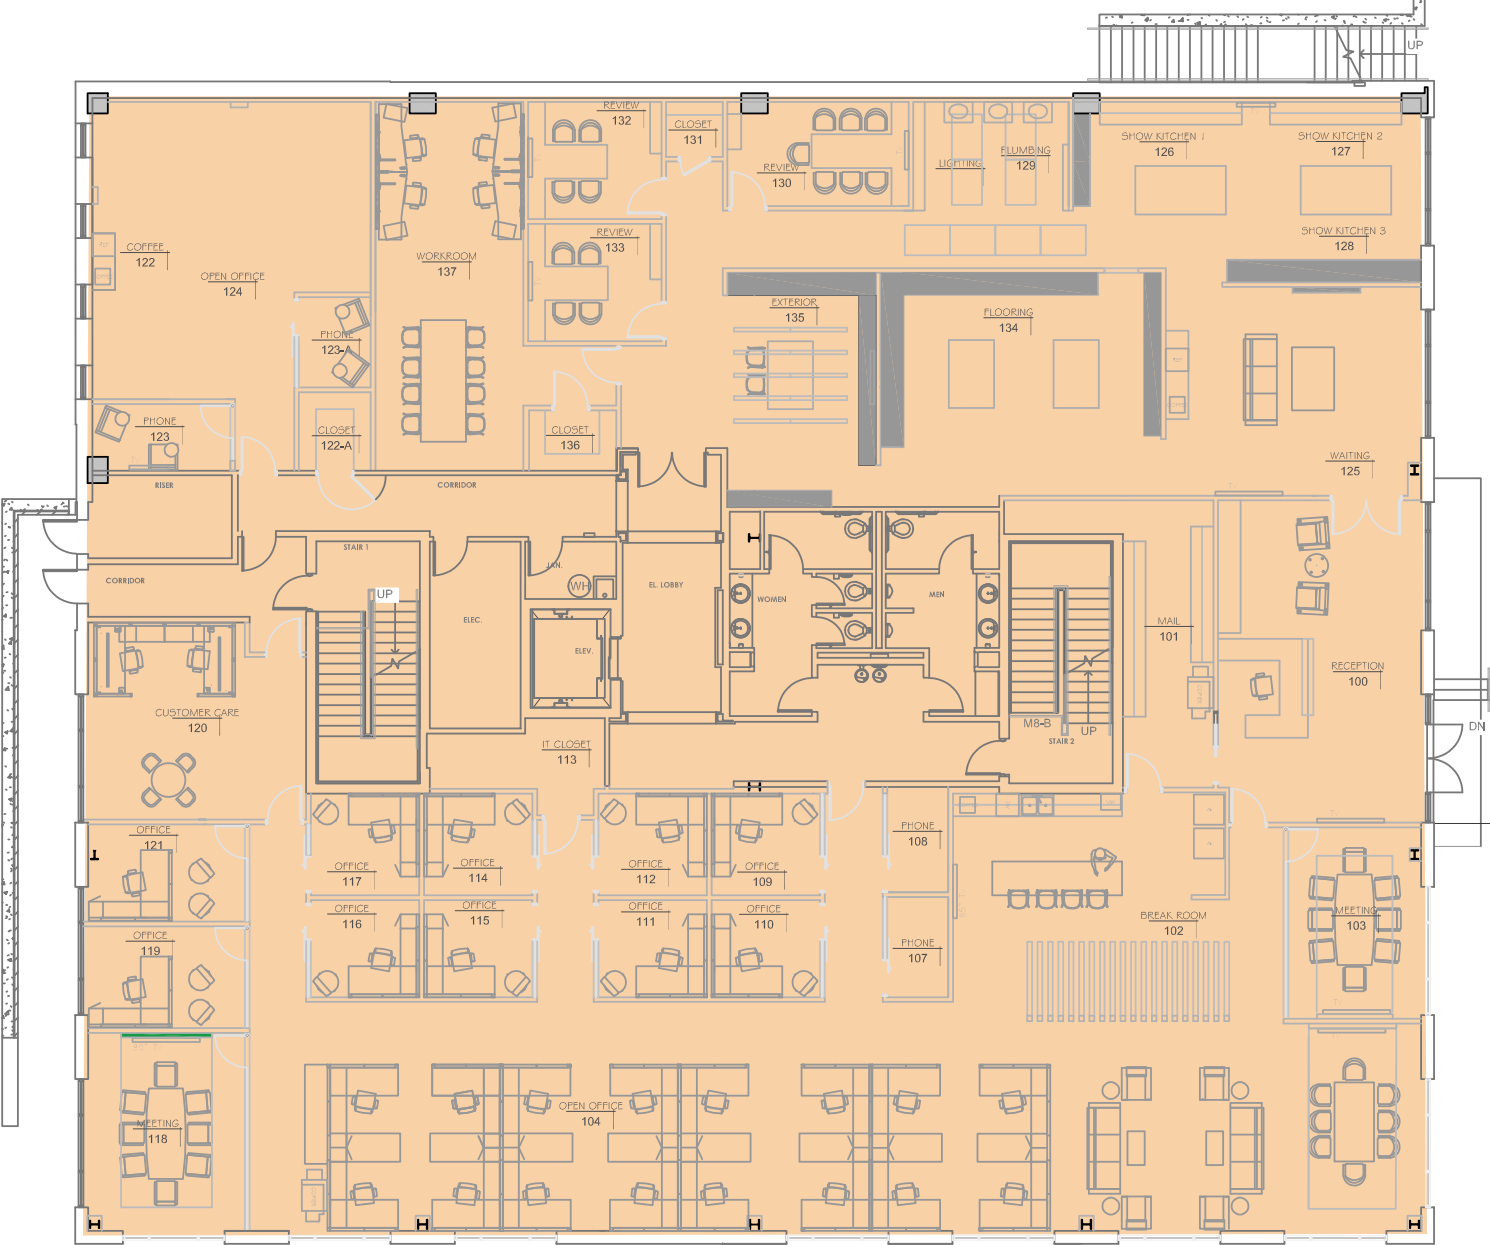 UP
REVIEW
132
CLOSET
131
REVIEW
130
LIGHTING
PLUMBING
129
SHOW KITCHEN 1
126
SHOW KITCHEN 2
127
SHOW KITCHEN 3
128
COFFEE
122
OPEN OFFICE
124
WORKROOM
137
REVIEW
133
EXTERIOR
135
FLOORING
134
PHONE
123-A
PHONE
123
CLOSET
122-A
CLOSET
136
WAITING
125
RISER
CORRIDOR
STAIR 1
CORRIDOR
UP
JAN.
WH
EL. LOBBY
ELEC.
ELEV.
WOMEN
MEN
MAIL
101
RECEPTION
100
CUSTOMER CARE
120
IT CLOSET
113
M8-B
UP
STAIR 2
DN
OFFICE
121
OFFICE
117
OFFICE
114
OFFICE
112
OFFICE
109
PHONE
108
OFFICE
119
OFFICE
116
OFFICE
115
OFFICE
111
OFFICE
110
PHONE
107
BREAK ROOM
102
MEETING
103
OPEN OFFICE
104
MEETING
118